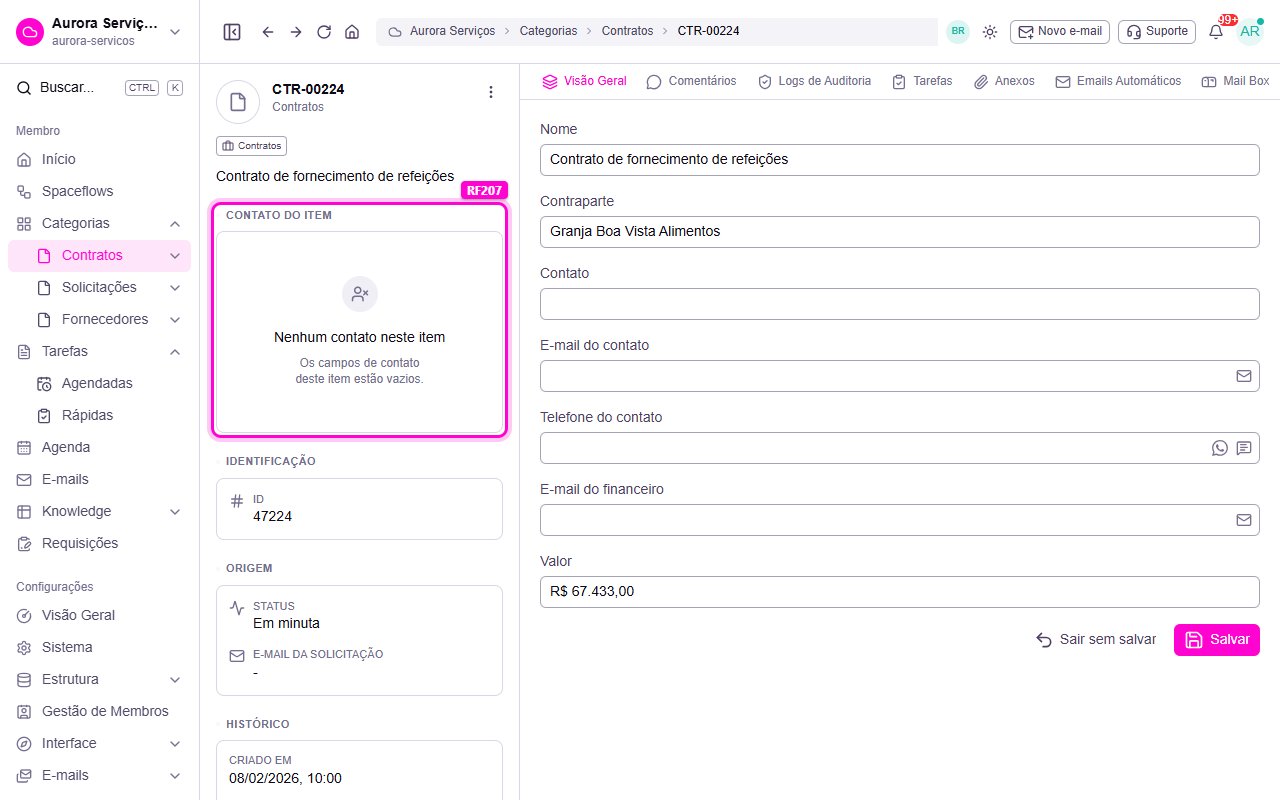 Aurora Serviç...
aurora-servicos
Aurora Serviços
Categorias
Contratos
CTR-00224
BR
Novo e-mail
Suporte
99+
AR
Buscar...
CTRL
K
Membro
Início
Spaceflows
Categorias
Contratos
Solicitações
Fornecedores
Tarefas
Agendadas
Rápidas
Agenda
E-mails
Knowledge
Requisições
Configurações
Visão Geral
Sistema
Estrutura
Gestão de Membros
Interface
E-mails
CTR-00224
Contratos
Contratos
Contrato de fornecimento de refeições
RF207
CONTATO DO ITEM
Nenhum contato neste item
Os campos de contato
deste item estão vazios.
IDENTIFICAÇÃO
ID
47224
ORIGEM
STATUS
Em minuta
E-MAIL DA SOLICITAÇÃO
-
HISTÓRICO
CRIADO EM
08/02/2026, 10:00
Visão Geral
Comentários
Logs de Auditoria
Tarefas
Anexos
Emails Automáticos
Mail Box
Nome
Contrato de fornecimento de refeições
Contraparte
Granja Boa Vista Alimentos
Contato
E-mail do contato
Telefone do contato
E-mail do financeiro
Valor
R$ 67.433,00
Sair sem salvar
Salvar